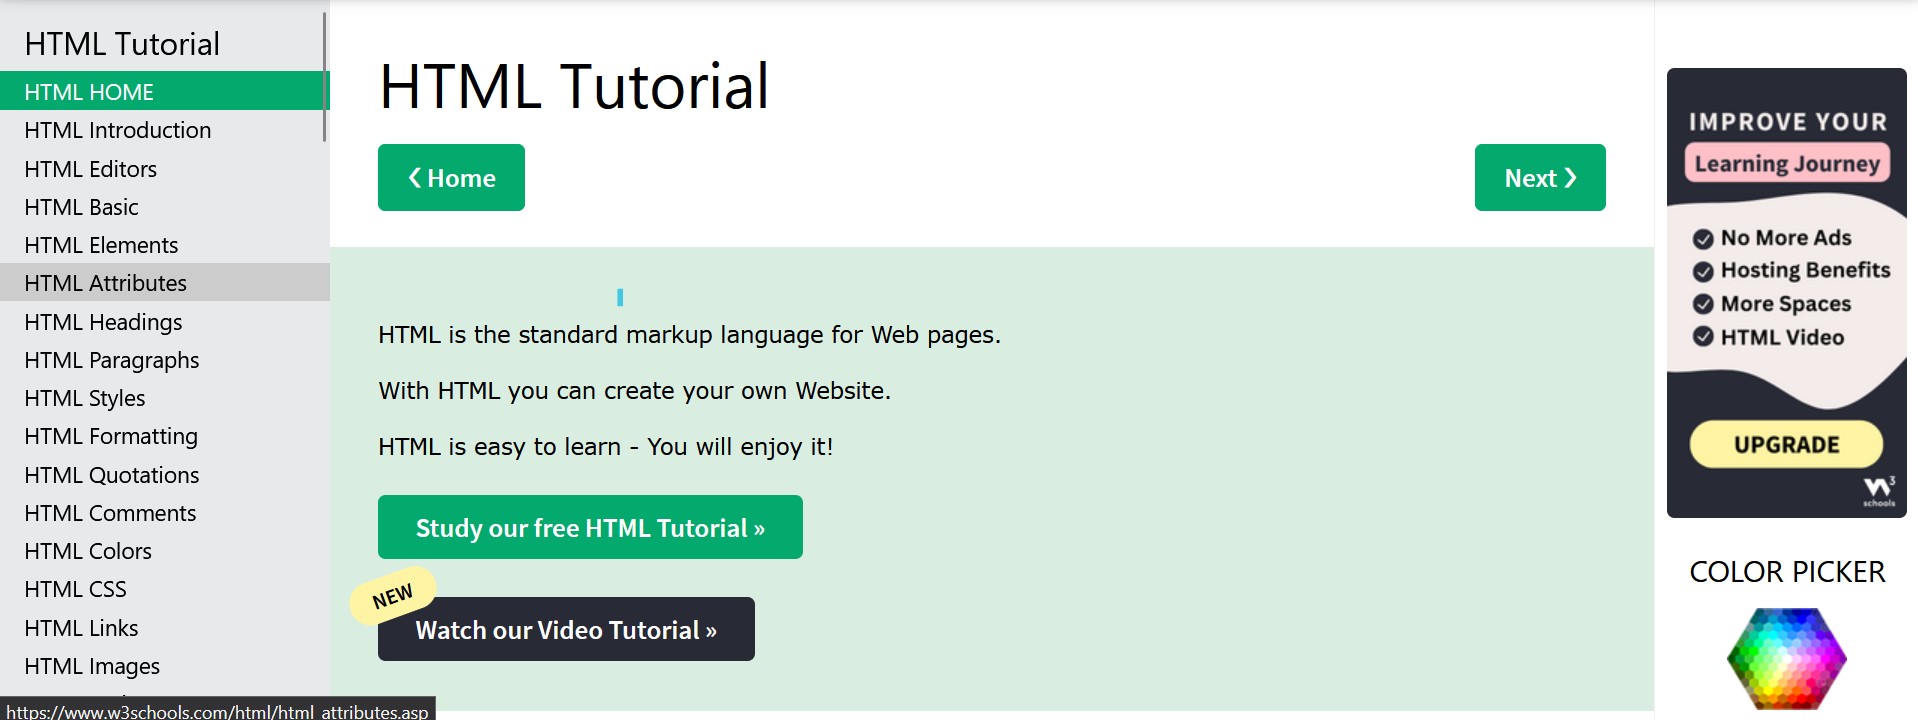 HTML Tutorial
HTML HOME
HTML Introduction
HTML Editors
HTML Basic
HTML Elements
HTML Attributes
HTML Headings
HTML Paragraphs
HTML Styles
HTML Formatting
HTML Quotations
HTML Comments
HTML Colors
HTML CSS
HTML Links
HTML Images
https://www.w3schools.com/html/html_attributes.asp
HTML Tutorial
❮ Home
Next ❯
HTML is the standard markup language for Web pages.
With HTML you can create your own Website.
HTML is easy to learn - You will enjoy it!
Study our free HTML Tutorial »
NEW
Watch our Video Tutorial »
IMPROVE YOUR
Learning Journey
No More Ads
Hosting Benefits
More Spaces
HTML Video
UPGRADE
W3
schools
COLOR PICKER